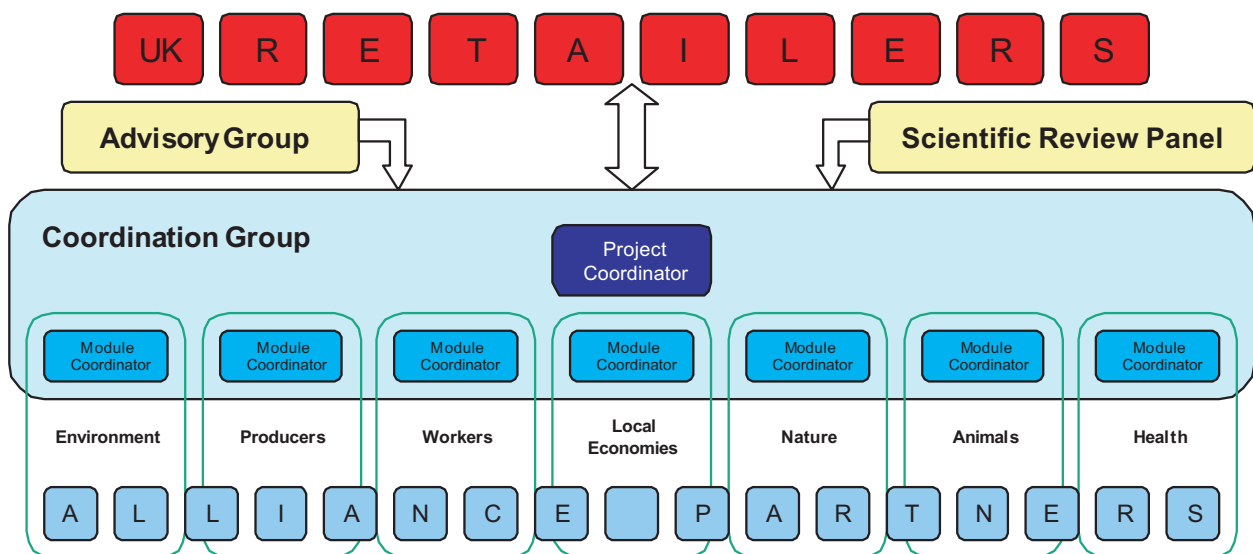 UK R E T A I L E R S
Advisory Group
Scientific Review Panel
Coordination Group
Project
Coordinator
Module
Coordinator
Module
Coordinator
Module
Coordinator
Module
Coordinator
Module
Coordinator
Module
Coordinator
Module
Coordinator
Environment
Producers
Workers
Local
Economies
Nature
Animals
Health
A L L I A N C E P A R T N E R S